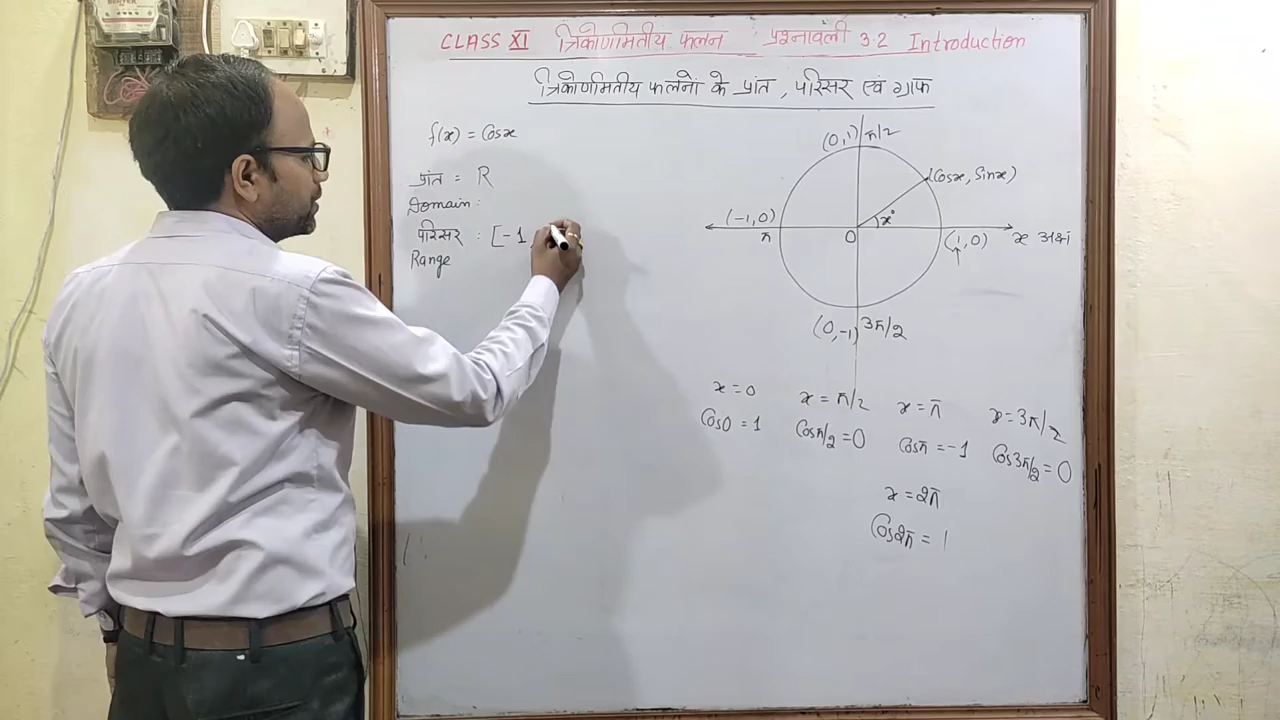 CLASS XI त्रिकोणमितीय फलन प्रश्नावली 3.2 Introduction
त्रिकोणमितीय फलनों के प्रांत, परिसर एवं ग्राफ
f(x) = Cosx
प्रांत = R
Domain:
परिसर : [-1,
Range
(0,1) π/2
(Cosx, Sinx)
(-1,0)
π
x°
O
(1,0)
x अक्ष
(0,-1) 3π/2
x=0
Cos0 = 1
x = π/2
Cosπ/2 = 0
x = π
Cosπ = -1
x = 3π/2
Cos3π/2 = 0
x = 2π
Cos2π = 1